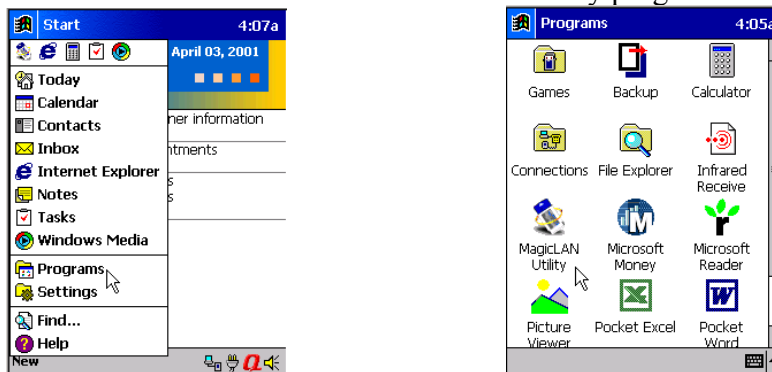 Start 4:07a
April 03, 2001
Today
Calendar
ner information
Contacts
Inbox
ntments
Internet Explorer
s
Notes
s
Tasks
Windows Media
Programs
Settings
Find...
Help
New
Programs 4:05a
Games Backup Calculator
Connections File Explorer Infrared
Receive
MagicLAN Microsoft Microsoft
Utility Money Reader
Picture Pocket Excel Pocket
Viewer Word